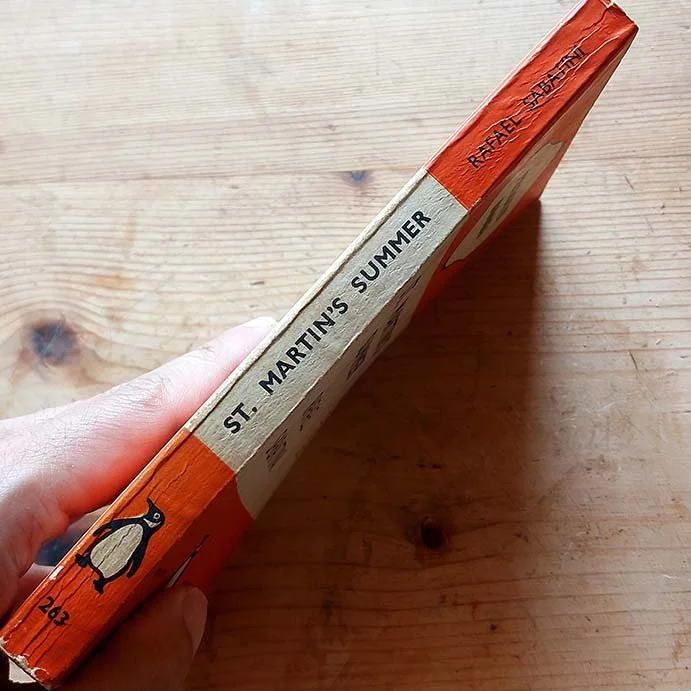 RAFAEL SABATINI
ST. MARTIN'S SUMMER
263